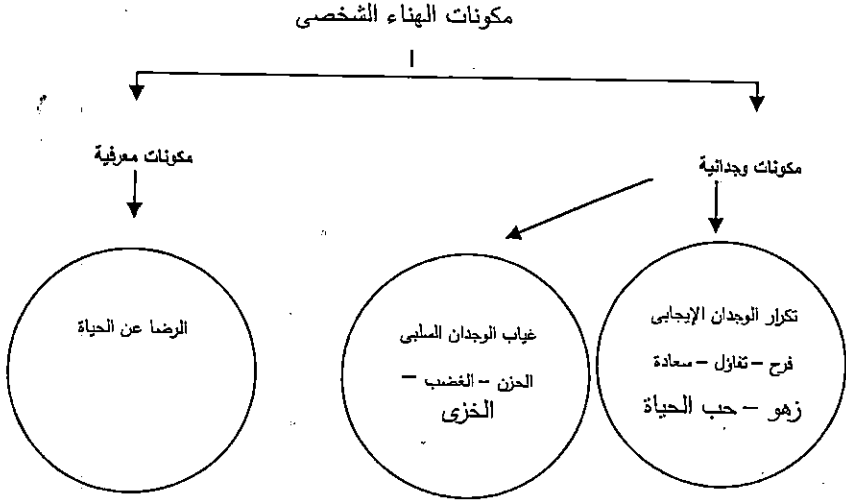 مكونات الهناء الشخصى
مكونات وجدانية
مكونات معرفية
تكرار الوجدان الإيجابى
فرح – تفاؤل – سعادة
زهو – حب الحياة
غياب الوجدان السلبى
الحزن – الغضب –
الخزى
الرضا عن الحياة